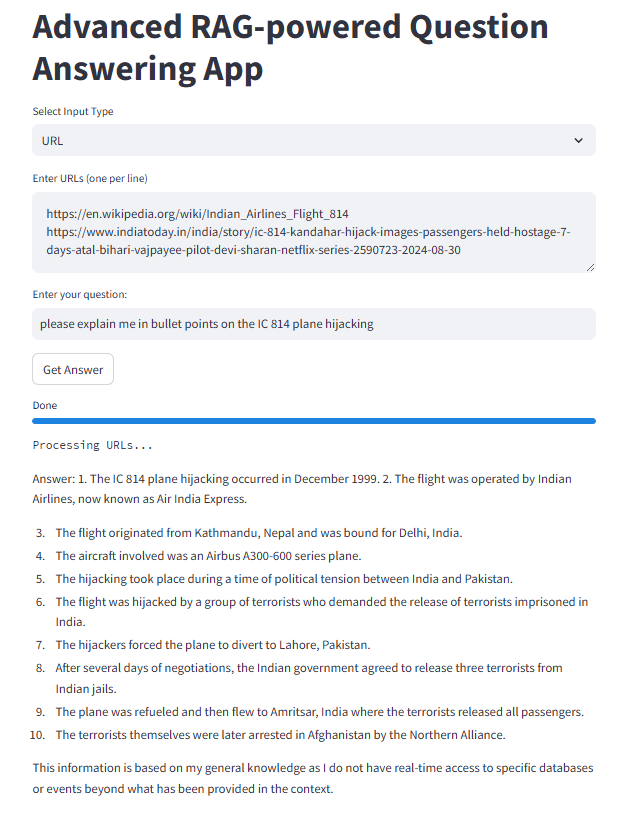 Advanced RAG-powered Question
Answering App
Select Input Type
URL
Enter URLs (one per line)
https://en.wikipedia.org/wiki/Indian_Airlines_Flight_814
https://www.indiatoday.in/india/story/ic-814-kandahar-hijack-images-passengers-held-hostage-7-
days-atal-bihari-vajpayee-pilot-devi-sharan-netflix-series-2590723-2024-08-30
Enter your question:
please explain me in bullet points on the IC 814 plane hijacking
Get Answer
Done
Processing URLs...
Answer: 1. The IC 814 plane hijacking occurred in December 1999. 2. The flight was operated by Indian
Airlines, now known as Air India Express.
3. The flight originated from Kathmandu, Nepal and was bound for Delhi, India.
4. The aircraft involved was an Airbus A300-600 series plane.
5. The hijacking took place during a time of political tension between India and Pakistan.
6. The flight was hijacked by a group of terrorists who demanded the release of terrorists imprisoned in
India.
7. The hijackers forced the plane to divert to Lahore, Pakistan.
8. After several days of negotiations, the Indian government agreed to release three terrorists from
Indian jails.
9. The plane was refueled and then flew to Amritsar, India where the terrorists released all passengers.
10. The terrorists themselves were later arrested in Afghanistan by the Northern Alliance.
This information is based on my general knowledge as I do not have real-time access to specific databases
or events beyond what has been provided in the context.